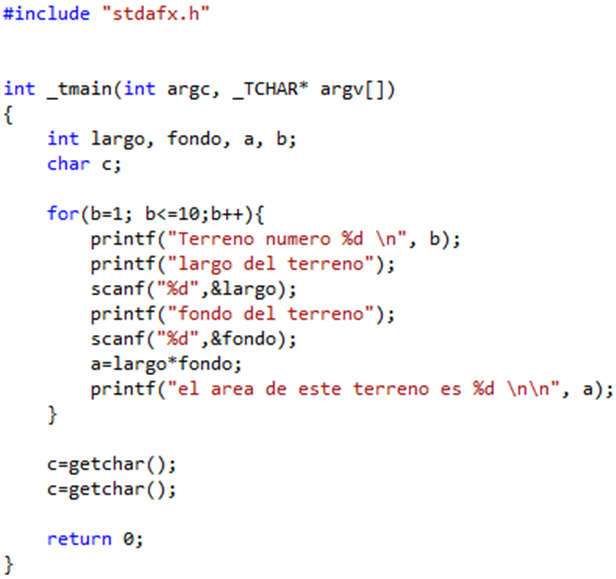 #include "stdafx.h"
int _tmain(int argc, _TCHAR* argv[])
{
int largo, fondo, a, b;
char c;
for(b=1; b<=10;b++){
printf("Terreno numero %d \n", b);
printf("largo del terreno");
scanf("%d",&largo);
printf("fondo del terreno");
scanf("%d",&fondo);
a=largo*fondo;
printf("el area de este terreno es %d \n\n", a);
}
c=getchar();
c=getchar();
return 0;
}